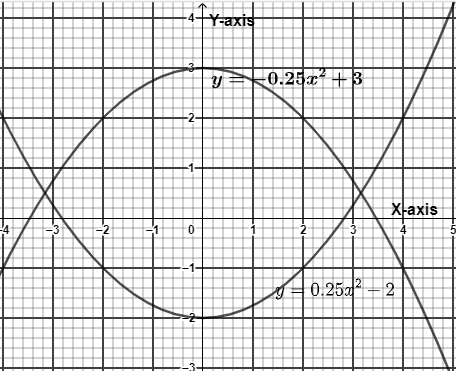 4
Y-axis
3
y = −0.25x² + 3
2
1
X-axis
−4 −3 −2 −1 0 1 2 3 4 5
−1
y = 0.25x² − 2
−2
−3